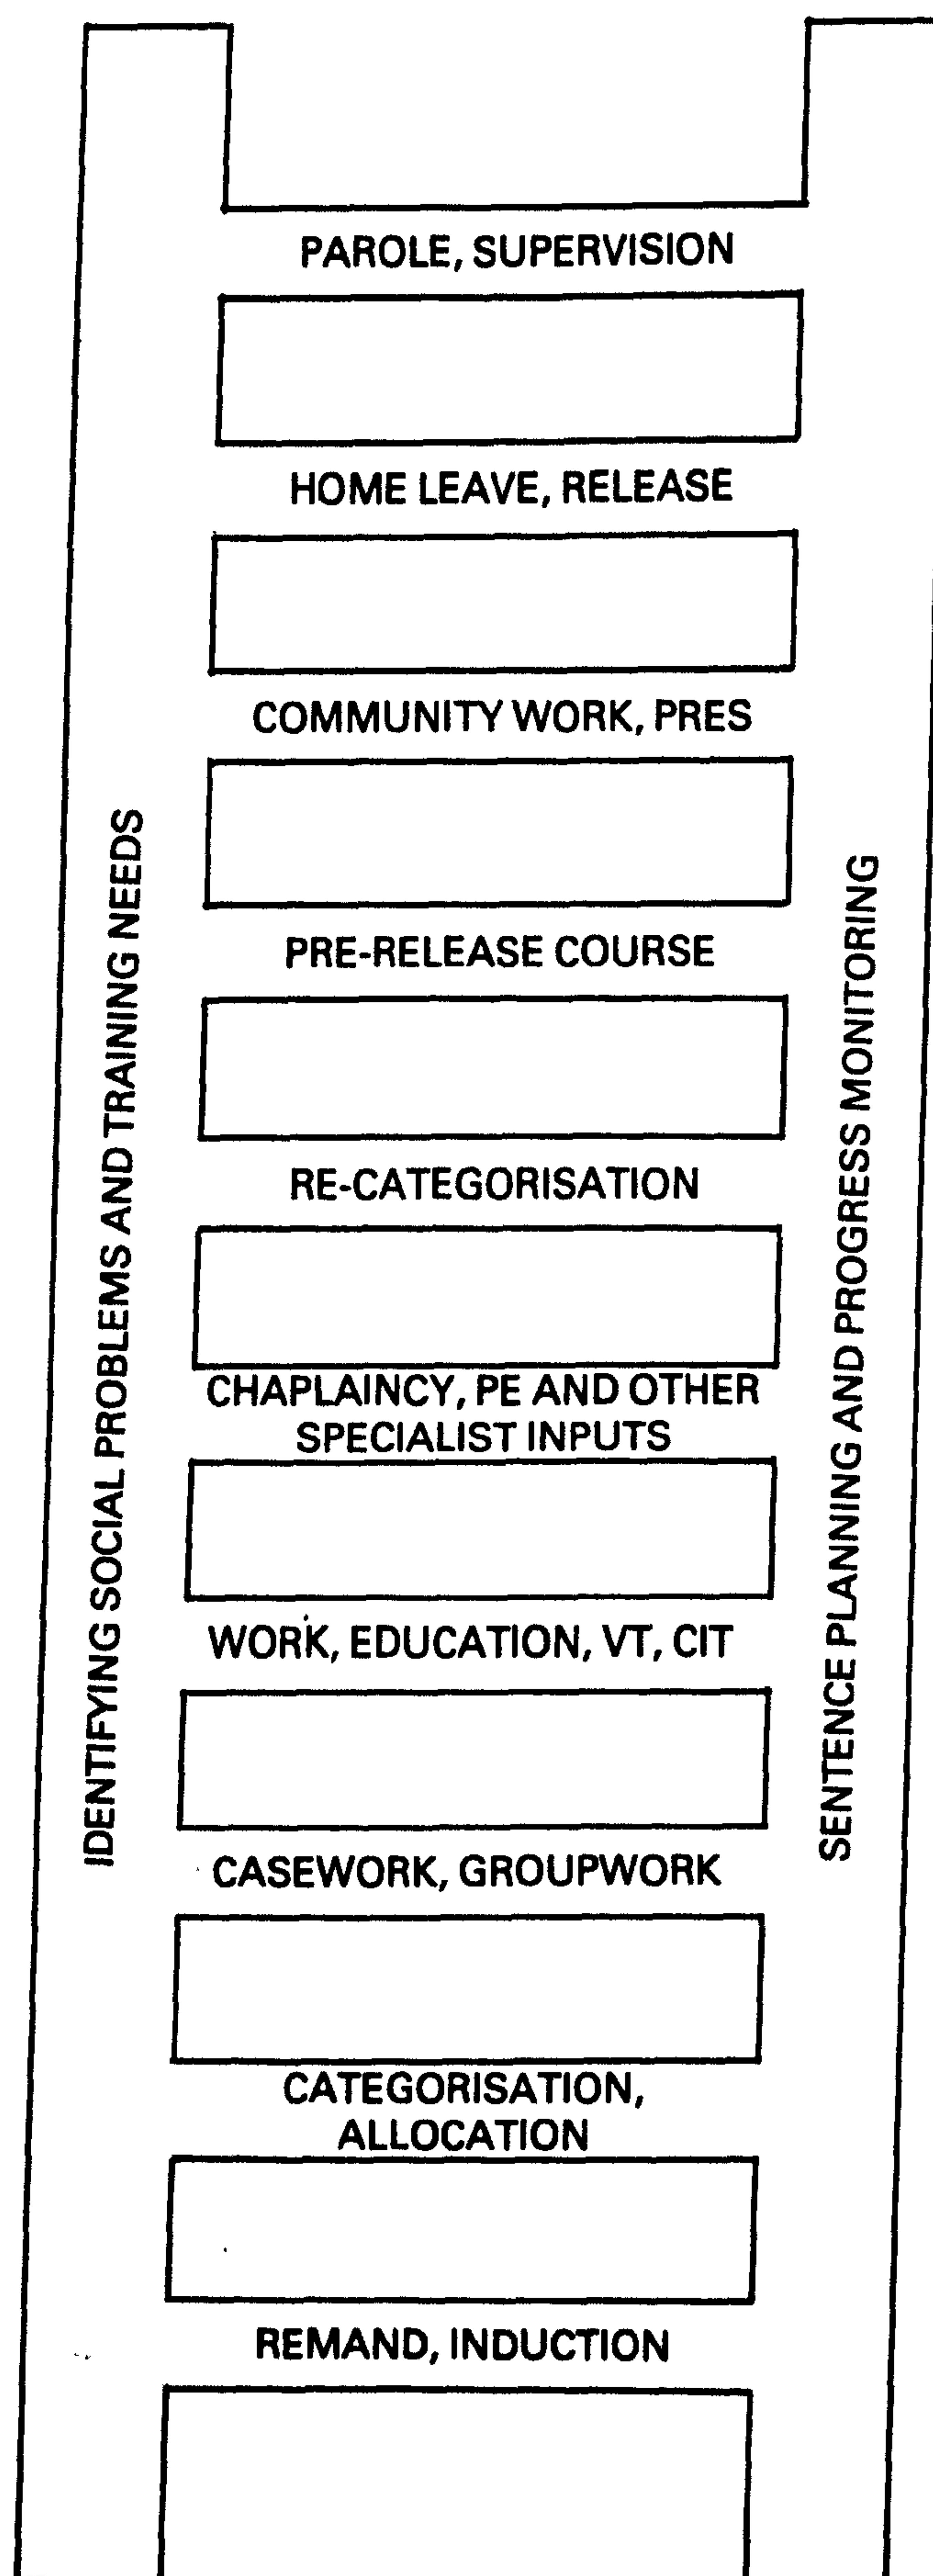 PAROLE, SUPERVISION
HOME LEAVE, RELEASE
COMMUNITY WORK, PRES
PRE-RELEASE COURSE
RE-CATEGORISATION
CHAPLAINCY, PE AND OTHER
SPECIALIST INPUTS
WORK, EDUCATION, VT, CIT
CASEWORK, GROUPWORK
CATEGORISATION,
ALLOCATION
REMAND, INDUCTION
IDENTIFYING SOCIAL PROBLEMS AND TRAINING NEEDS
SENTENCE PLANNING AND PROGRESS MONITORING